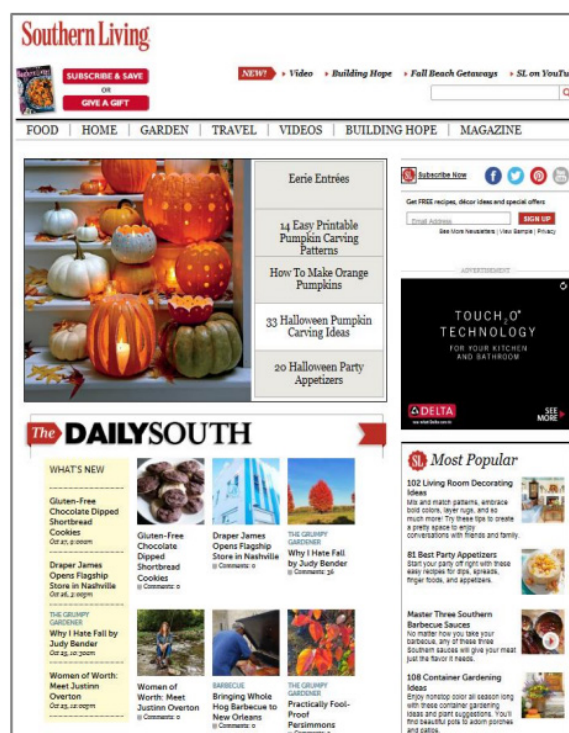 Southern Living
SUBSCRIBE & SAVE
OR
GIVE A GIFT
NEW!
Video
Building Hope
Fall Beach Getaways
SL on YouTu
FOOD | HOME | GARDEN | TRAVEL | VIDEOS | BUILDING HOPE | MAGAZINE
Eerie Entrées
14 Easy Printable
Pumpkin Carving
Patterns
How To Make Orange
Pumpkins
33 Halloween Pumpkin
Carving Ideas
20 Halloween Party
Appetizers
SL Subscribe Now
Get FREE recipes, décor ideas and special offers
Email Address
SIGN UP
See More Newsletters | View Sample | Privacy
ADVERTISEMENT
TOUCH2O
TECHNOLOGY
FOR YOUR KITCHEN
AND BATHROOM
DELTA
SEE
MORE
The DAILYSOUTH
WHAT'S NEW
Gluten-Free
Chocolate Dipped
Shortbread
Cookies
Oct 27, 9:00am
Draper James
Opens Flagship
Store in Nashville
Oct 26, 2:00pm
THE GRUMPY
GARDENER
Why I Hate Fall by
Judy Bender
Oct 25, 10:30am
Women of Worth:
Meet Justinn
Overton
Gluten-Free
Chocolate
Dipped
Shortbread
Cookies
Comments: 0
Draper James
Opens Flagship
Store in Nashville
Comments: 0
THE GRUMPY
GARDENER
Why I Hate Fall
by Judy Bender
Comments: 36
Women of
Worth: Meet
Justinn Overton
Comments: 0
BARBECUE
Bringing Whole
Hog Barbecue to
New Orleans
Comments: 0
THE GRUMPY
GARDENER
Practically Fool-
Proof
Persimmons
SL Most Popular
102 Living Room Decorating
Ideas
Mix and match patterns, embrace
bold colors, layer rugs, and so
much more! Try these tips to create
a pretty space to enjoy
conversations with friends and family.
81 Best Party Appetizers
Start your party off right with these
easy recipes for dips, spreads,
finger foods, and appetizers.
Master Three Southern
Barbecue Sauces
No matter how you take your
barbecue, any of these three
Southern sauces will give your meat
just the flavor it needs.
108 Container Gardening
Ideas
Enjoy nonstop color all season long
with these container gardening
ideas and plant suggestions. You'll
find beautiful pots to adorn porches
and patios.